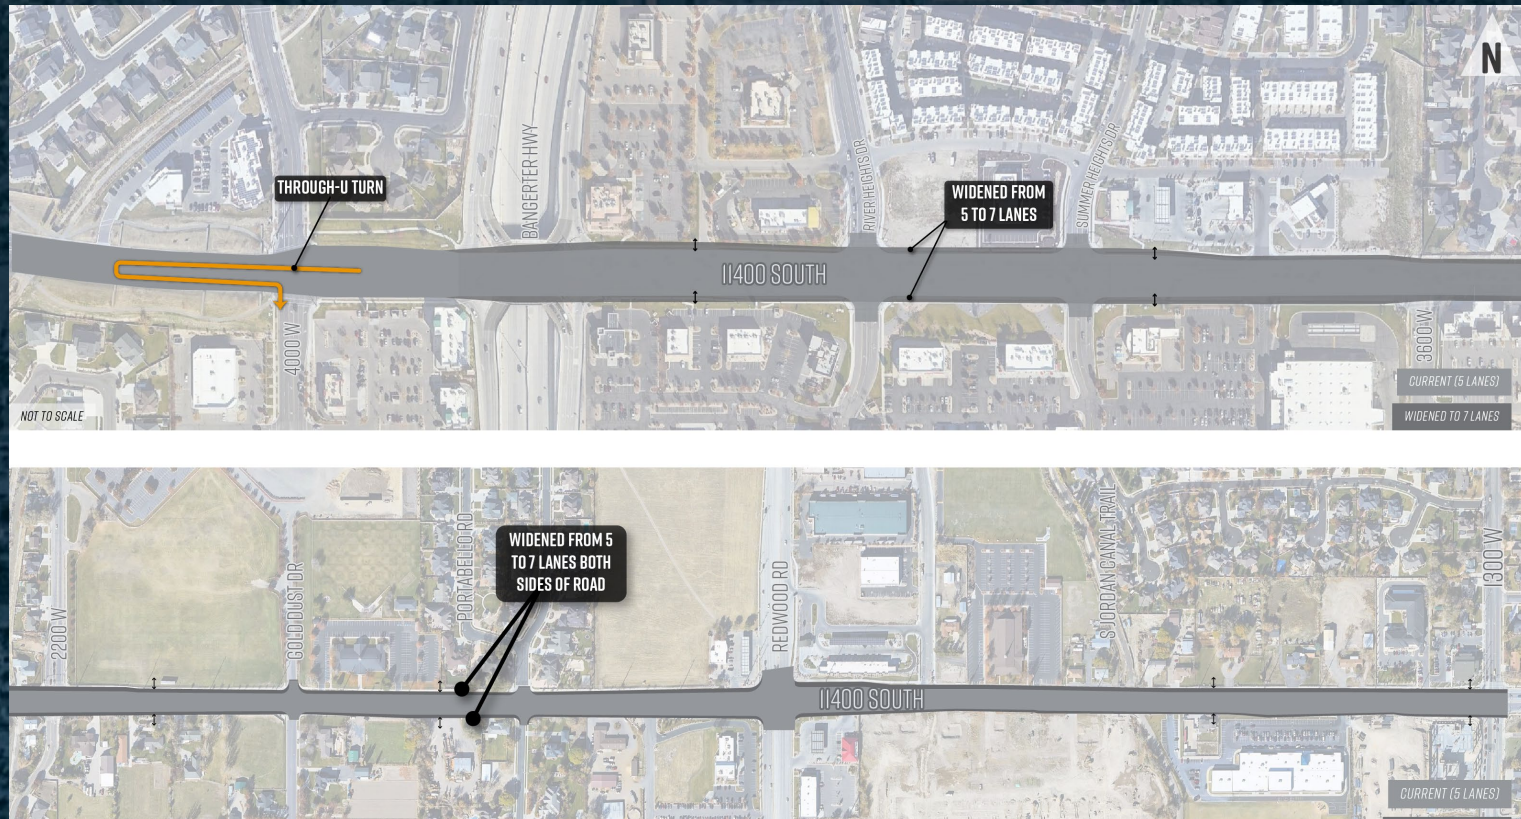 N
BANGERTER HWY
RIVER HEIGHTS DR
SUMMER HEIGHTS DR
THROUGH-U TURN
WIDENED FROM
5 TO 7 LANES
11400 SOUTH
4000 W
3600 W
CURRENT (5 LANES)
NOT TO SCALE
WIDENED TO 7 LANES
2200 W
GOLD DUST DR
PORTABELLO RD
WIDENED FROM 5
TO 7 LANES BOTH
SIDES OF ROAD
REDWOOD RD
S JORDAN CANAL TRAIL
1300 W
11400 SOUTH
CURRENT (5 LANES)